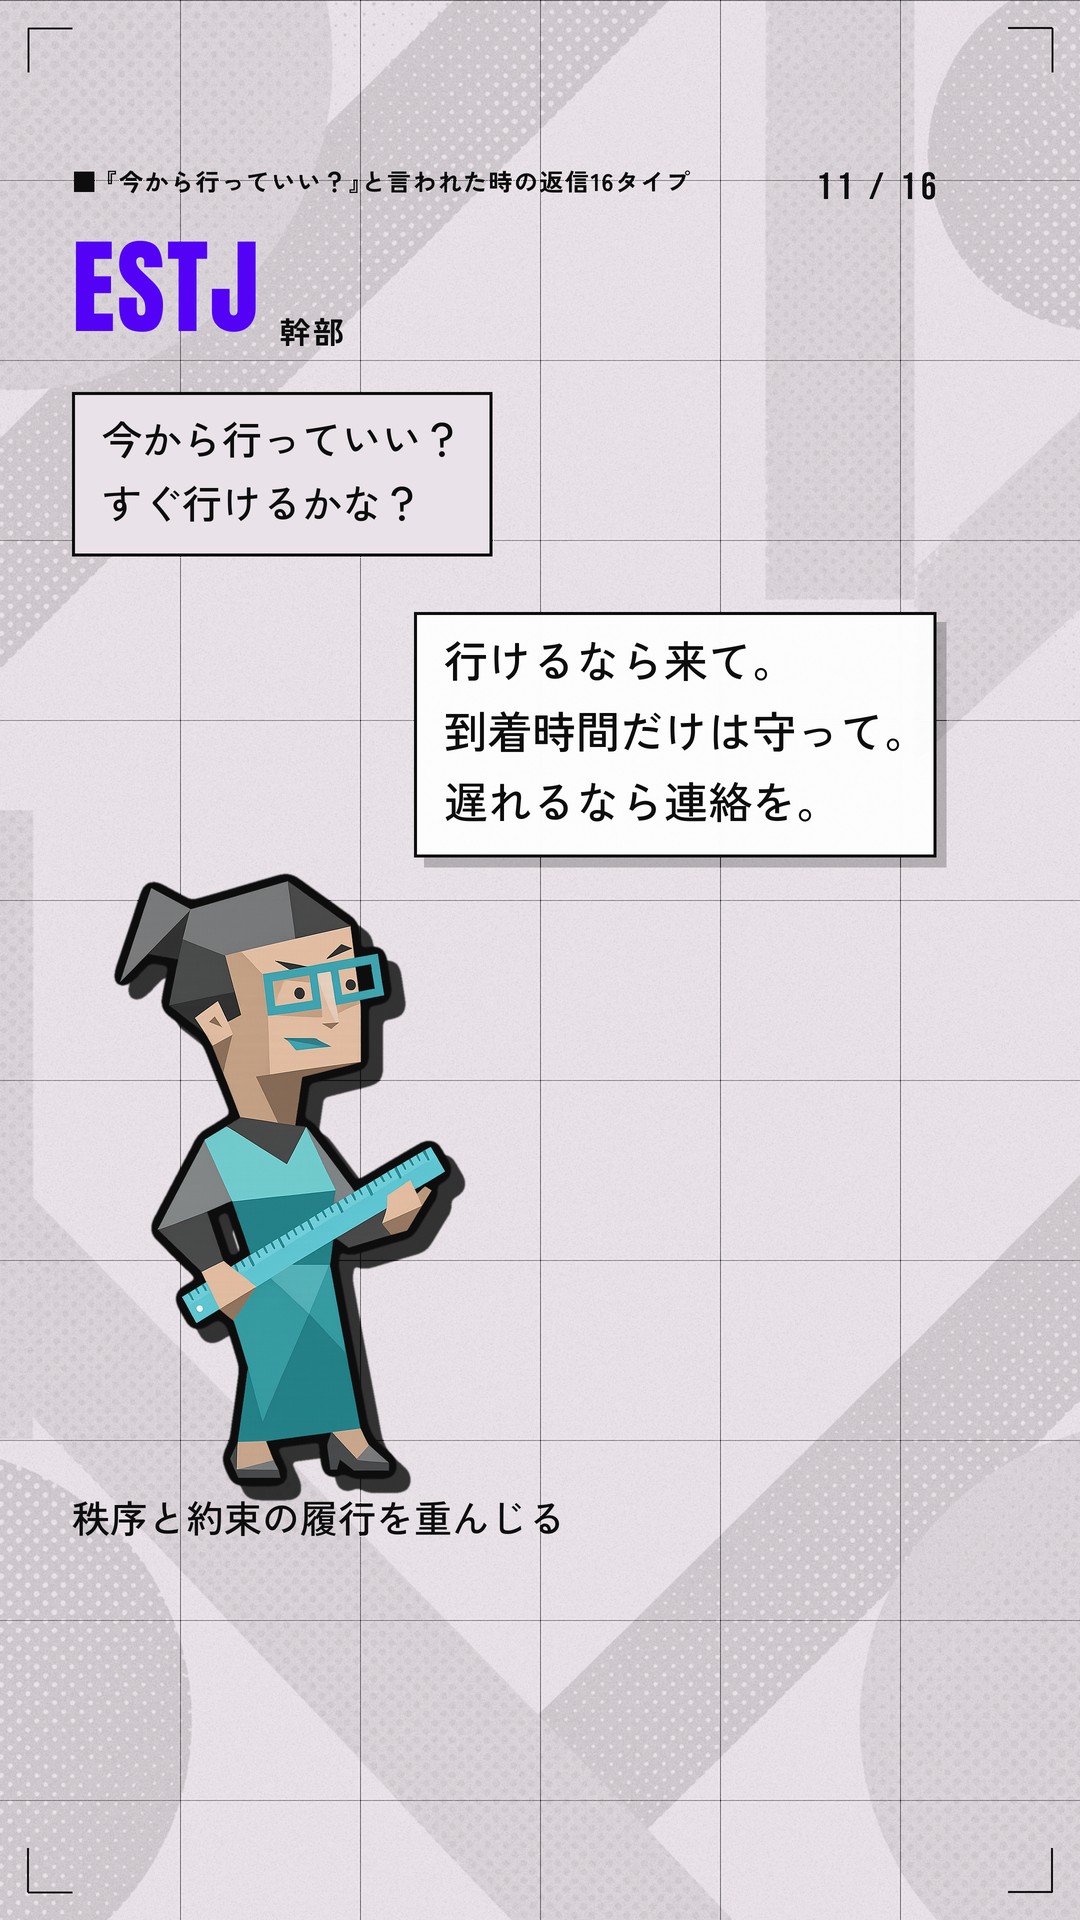 ■『今から行っていい？』と言われた時の返信16タイプ
11 / 16
ESTJ
幹部
今から行っていい？
すぐ行けるかな？
行けるなら来て。
到着時間だけは守って。
遅れるなら連絡を。
秩序と約束の履行を重んじる